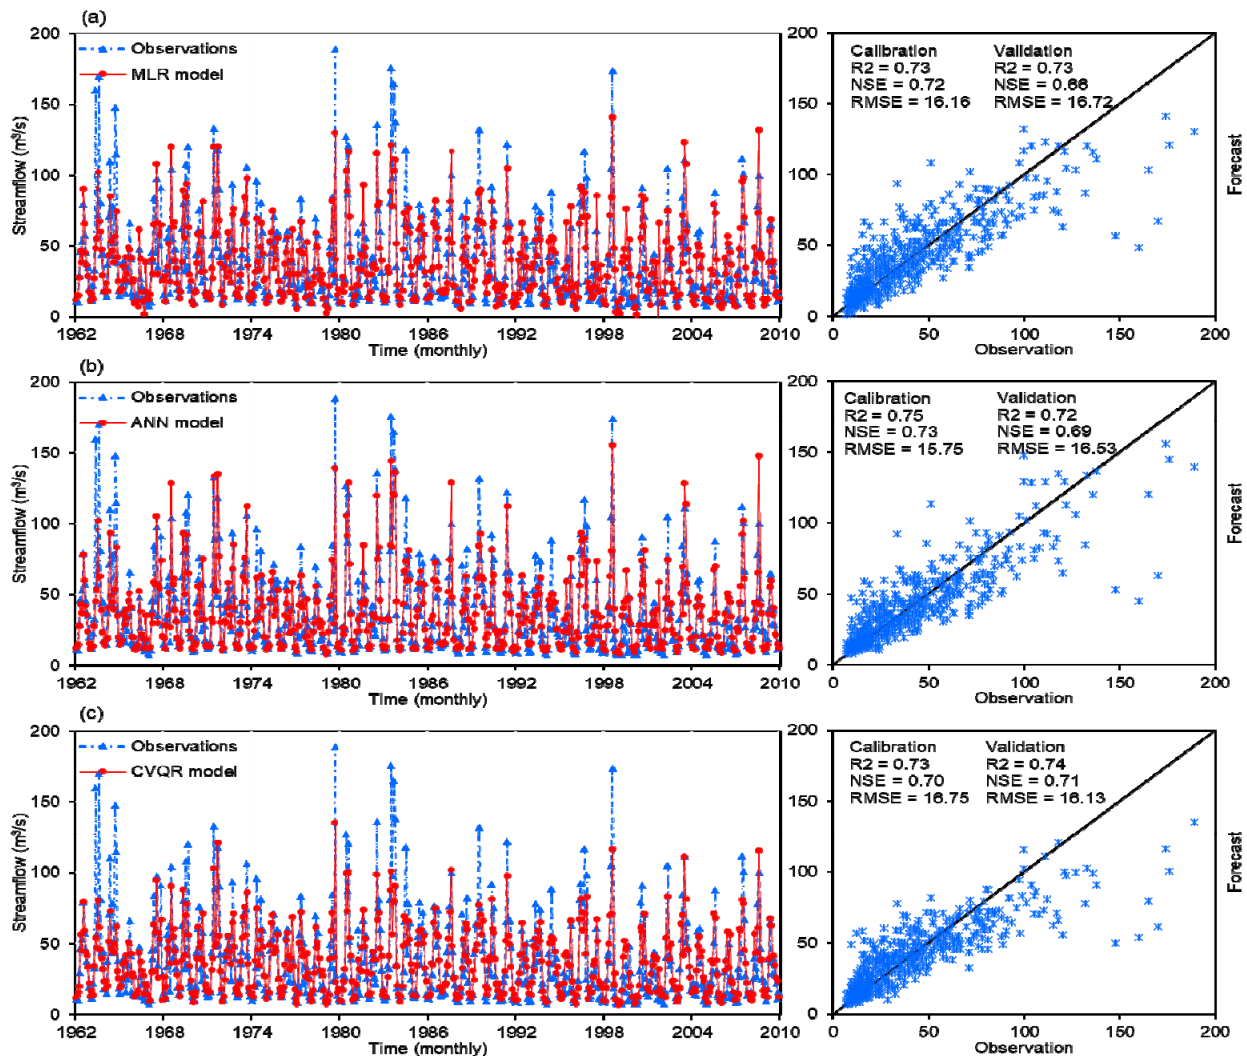 (a)
200
150
100
50
0
Streamflow (m³/s)
Observations
MLR model
1962 1968 1974 1980 1986 1992 1998 2004 2010
Time (monthly)
200
150
100
50
0
Calibration Validation
R2 = 0.73 R2 = 0.73
NSE = 0.72 NSE = 0.68
RMSE = 16.16 RMSE = 16.72
0 50 100 150 200
Observation
Forecast
(b)
200
150
100
50
0
Streamflow (m³/s)
Observations
ANN model
1962 1968 1974 1980 1986 1992 1998 2004 2010
Time (monthly)
200
150
100
50
0
Calibration Validation
R2 = 0.75 R2 = 0.72
NSE = 0.73 NSE = 0.69
RMSE = 15.75 RMSE = 16.53
0 50 100 150 200
Observation
Forecast
(c)
200
150
100
50
0
Streamflow (m³/s)
Observations
CVQR model
1962 1968 1974 1980 1986 1992 1998 2004 2010
Time (monthly)
200
150
100
50
0
Calibration Validation
R2 = 0.73 R2 = 0.74
NSE = 0.70 NSE = 0.71
RMSE = 16.75 RMSE = 16.13
0 50 100 150 200
Observation
Forecast